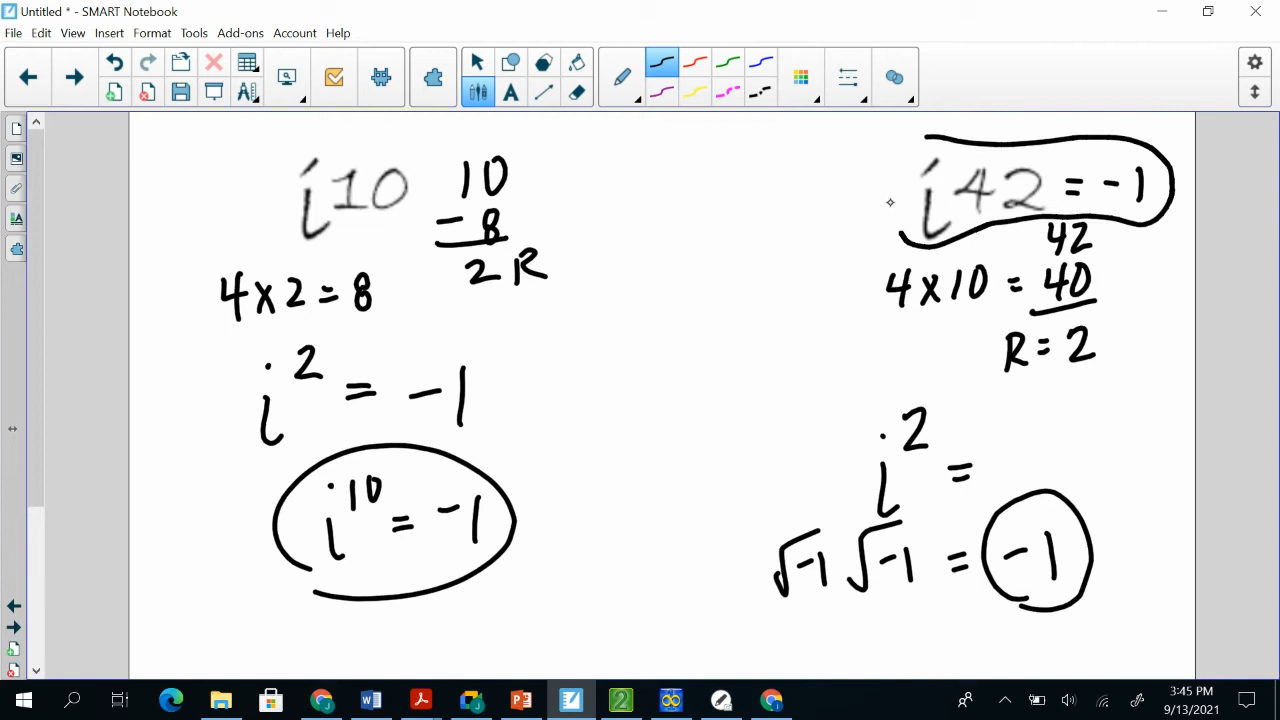 Untitled * - SMART Notebook
File Edit View Insert Format Tools Add-ons Account Help
i10
10
- 8
2 R
4 x 2 = 8
i² = -1
i¹⁰ = -1
i42 = -1
42
4 x 10 = 40
R = 2
i² =
√-1 √-1 = -1
3:45 PM
9/13/2021